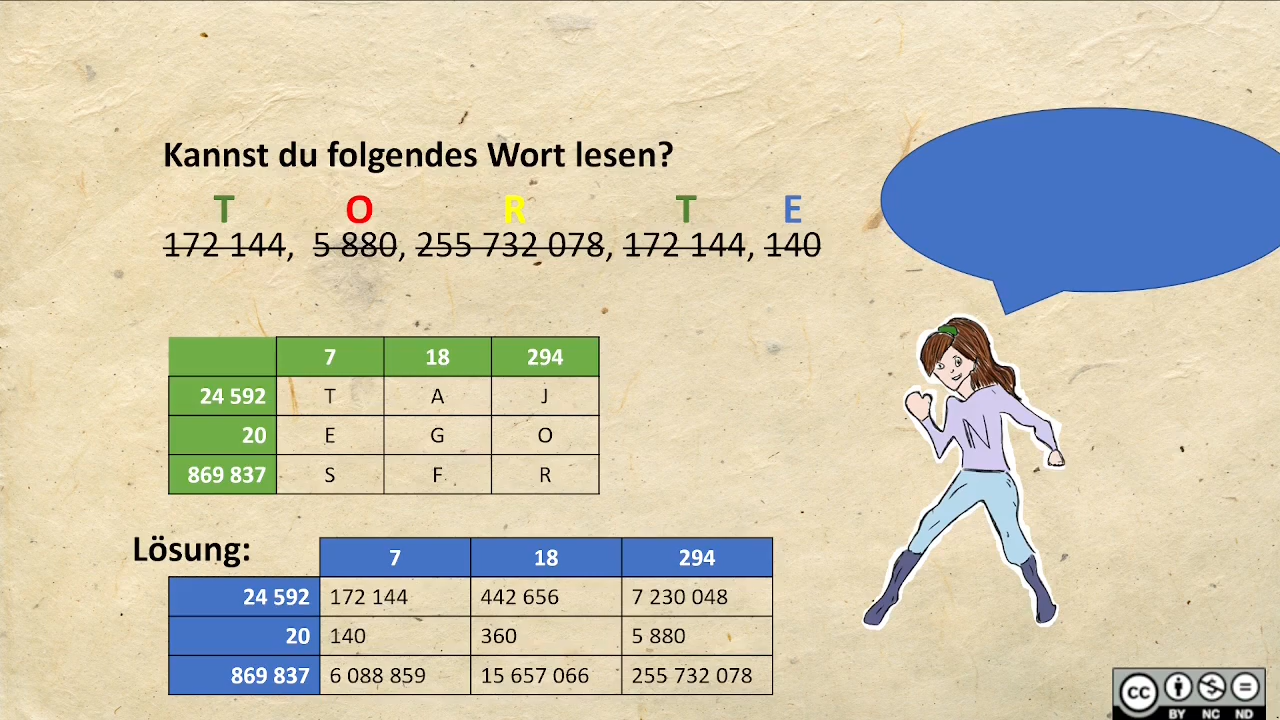 Kannst du folgendes Wort lesen?
T O R T E
172 144, 5 880, 255 732 078, 172 144, 140
7 18 294
24 592 T A J
20 E G O
869 837 S F R
N
Lösung:
7 18 294
24 592 172 144 442 656 7 230 048
20 140 360 5 880
869 837 6 088 859 15 657 066 255 732 078
cc
BY NC ND